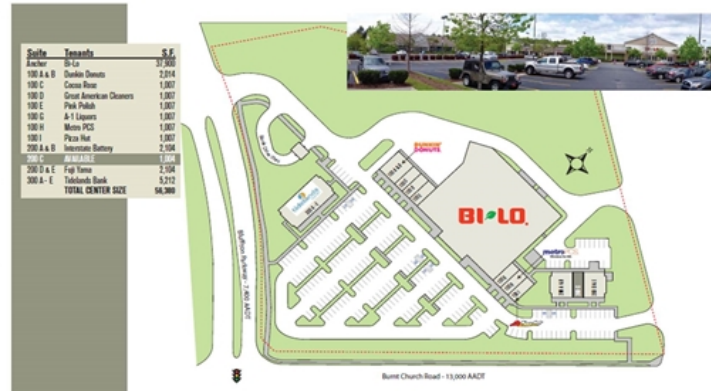 Suite Tenants S.F.
Anchor Bi-Lo 37,900
100 A & B Dunkin Donuts 2,014
100 C Cocoa Rose 1,007
100 D Great American Cleaners 1,007
100 E Pink Polish 1,007
100 G A-1 Liquors 1,007
100 H Metro PCS 1,007
100 I Pizza Hut 1,007
200 A & B Interstate Battery 2,104
200 C AVAILABLE 1,004
200 D & E Fuji Yama 2,104
300 A - E Tidelands Bank 5,212
TOTAL CENTER SIZE 58,380
DUNKIN' DONUTS
BI-LO.
metroPCS
Bluffton Parkway - 7,400 AADT
Burnt Church Road - 13,000 AADT